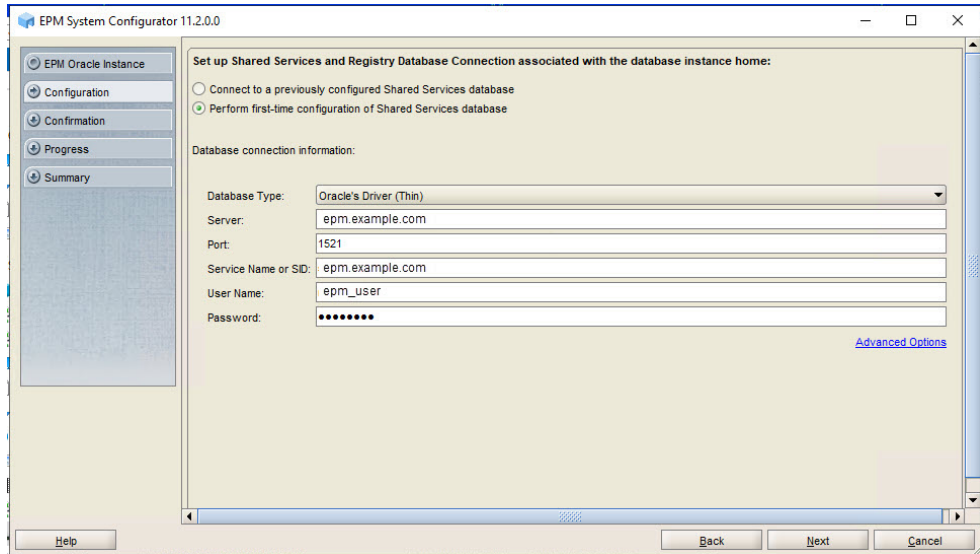 EPM System Configurator 11.2.0.0
EPM Oracle Instance
Configuration
Confirmation
Progress
Summary
Set up Shared Services and Registry Database Connection associated with the database instance home:
Connect to a previously configured Shared Services database
Perform first-time configuration of Shared Services database
Database connection information:
Database Type: Oracle's Driver (Thin)
Server: epm.example.com
Port: 1521
Service Name or SID: epm.example.com
User Name: epm_user
Password: ••••••••
Advanced Options
Help Back Next Cancel